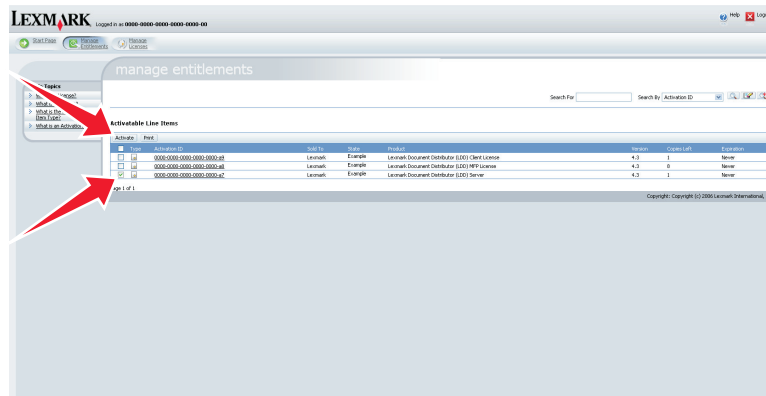 LEXMARK Logged in as 0000-0000-0000-0000-0000-00
Help
Start Page
Manage Entitlements
Manage Licenses
manage entitlements
Topics
What is the
Item Type?
What is an Activation
Search For
Search By Activation ID
Activatable Line Items
Activate Print
Type Activation ID Sold To State Product Version Copies Left Expiration
0000-0000-0000-0000-0000-a9 Lexmark Example Lexmark Document Distributor (LDD) Client License 4.3 1 Never
0000-0000-0000-0000-0000-a8 Lexmark Example Lexmark Document Distributor (LDD) MFP License 4.3 8 Never
0000-0000-0000-0000-0000-a7 Lexmark Example Lexmark Document Distributor (LDD) Server 4.3 1 Never
Page 1 of 1
Copyright: Copyright (c) 2006 Lexmark International,